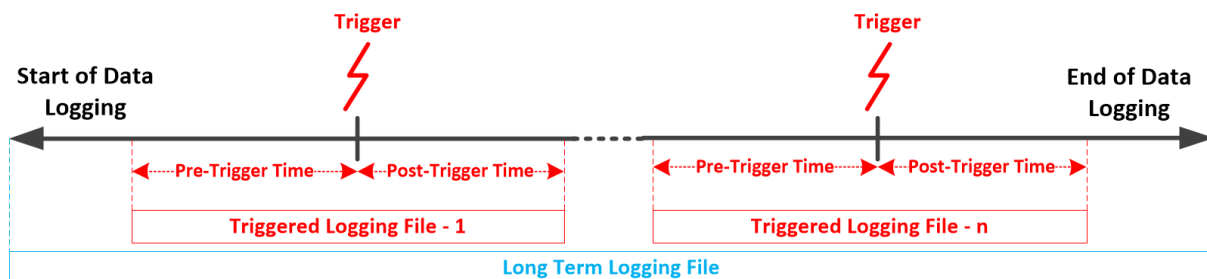 Trigger
Trigger
Start of Data
Logging
End of Data
Logging
Pre-Trigger Time
Post-Trigger Time
Pre-Trigger Time
Post-Trigger Time
Triggered Logging File - 1
Triggered Logging File - n
Long Term Logging File